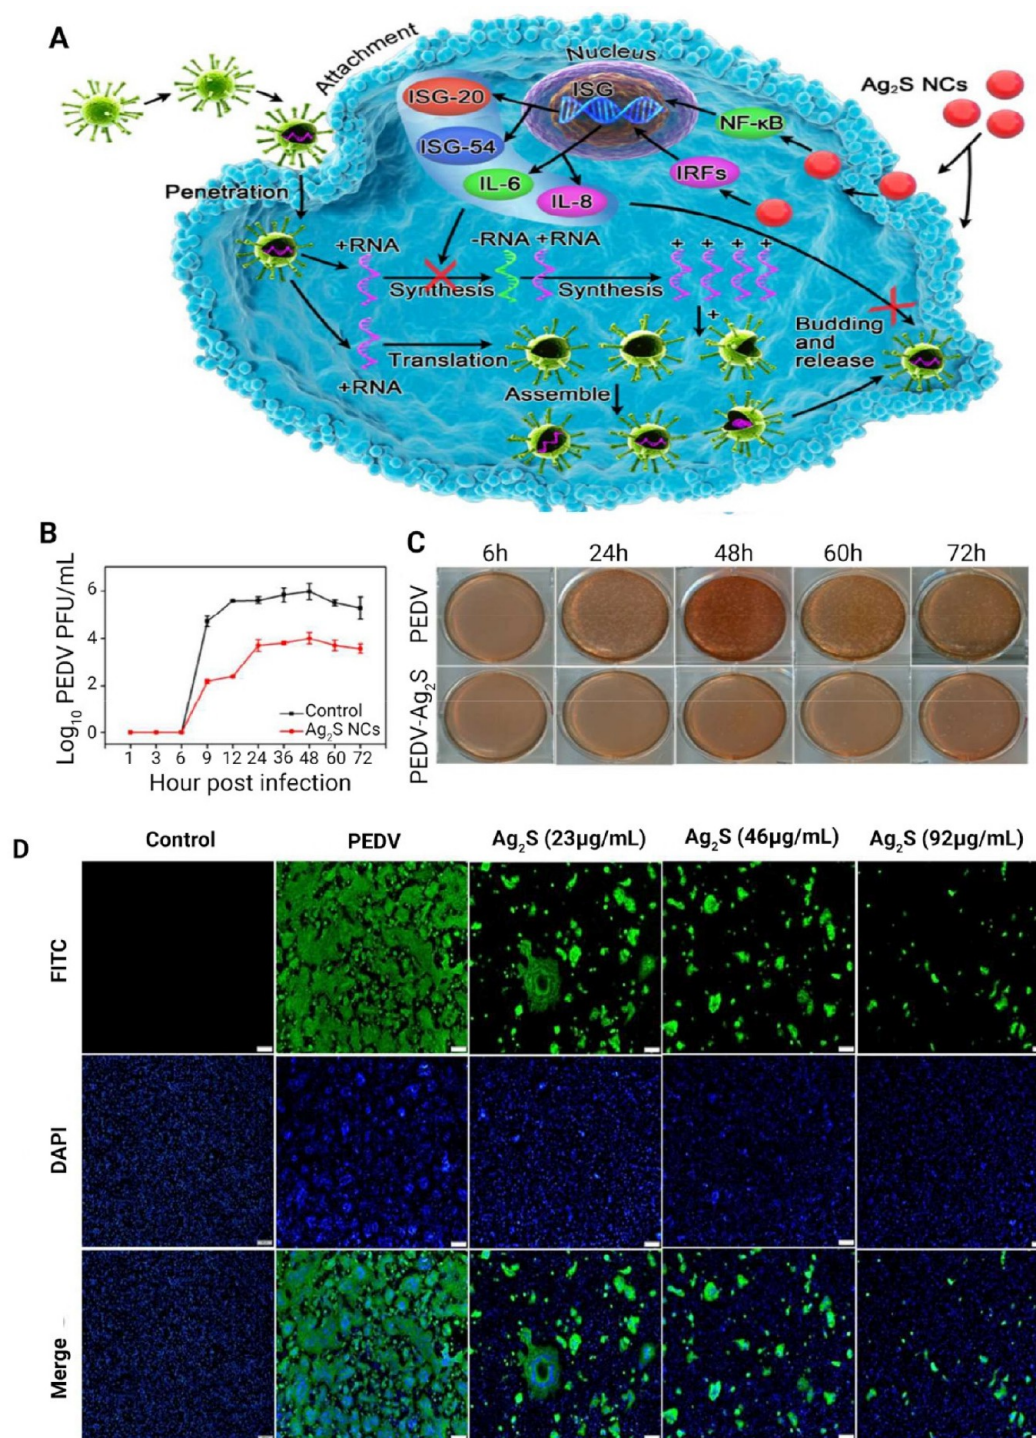 A
Attachment
Nucleus
ISG
ISG-20
ISG-54
IL-6
IL-8
NF-κB
IRFs
Ag₂S NCs
Penetration
+RNA
-RNA +RNA
+ + + +
Synthesis
Synthesis
+
Translation
+RNA
Assemble
Budding
and
release
B
Log₁₀ PEDV PFU/mL
6
4
2
0
Control
Ag₂S NCs
1 3 6 9 12 24 36 48 60 72
Hour post infection
C
6h 24h 48h 60h 72h
PEDV
PEDV-Ag₂S
D
Control PEDV Ag₂S (23µg/mL) Ag₂S (46µg/mL) Ag₂S (92µg/mL)
FITC
DAPI
Merge